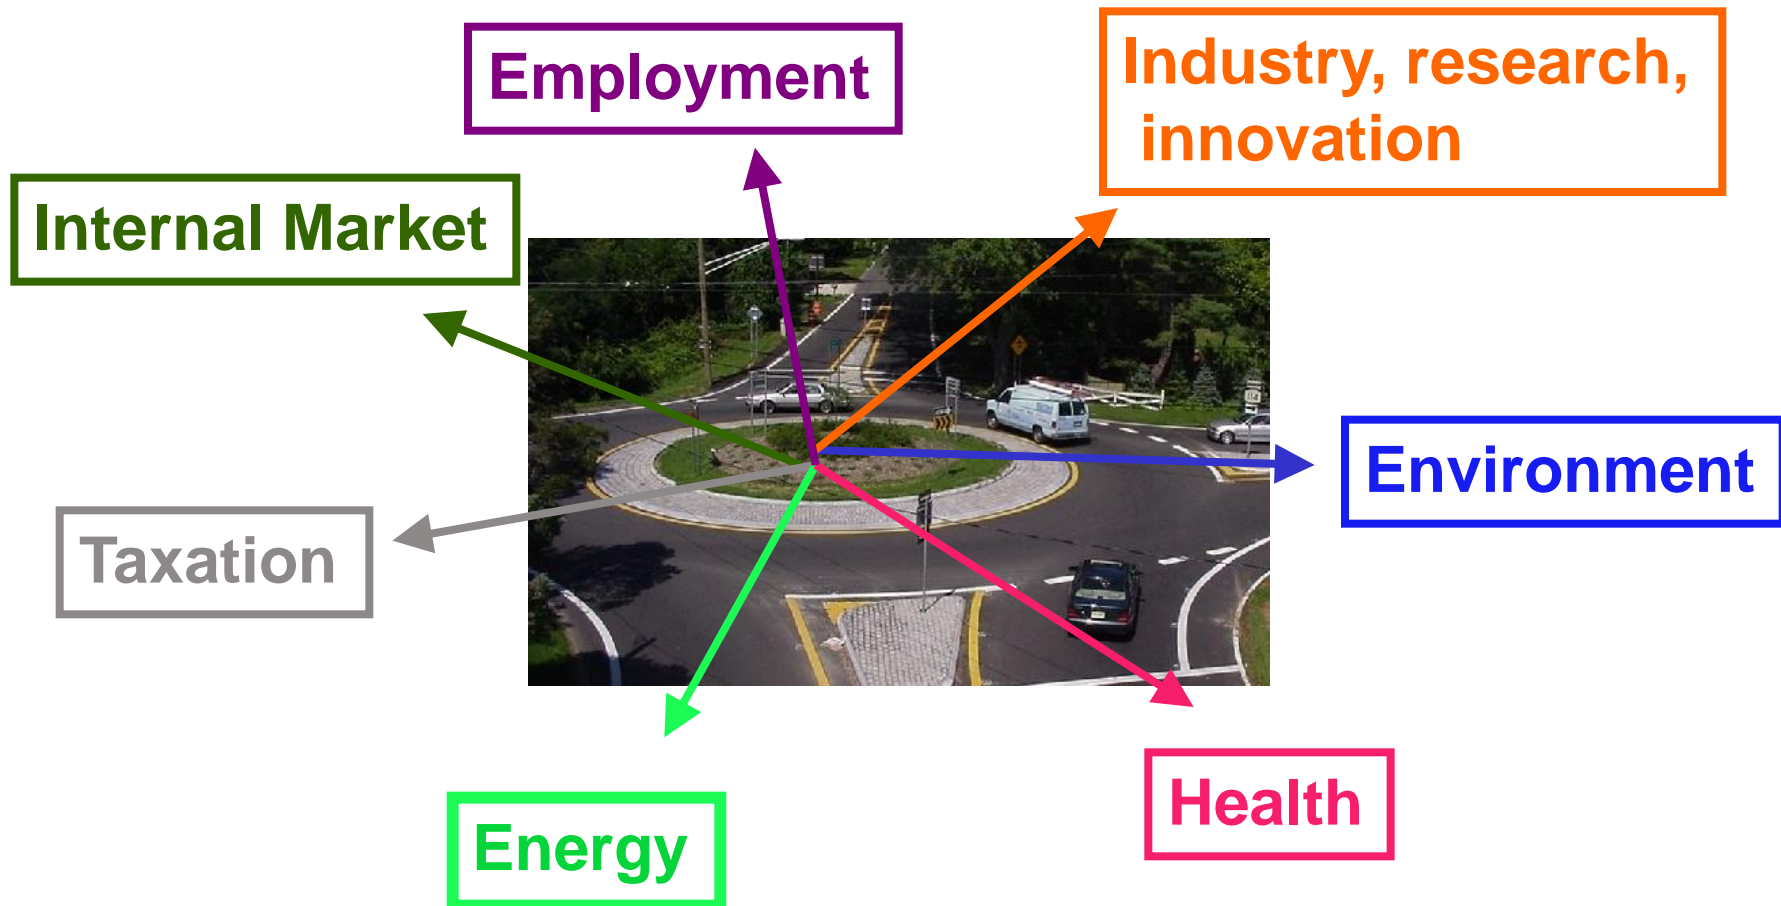 Employment
Industry, research,
innovation
Internal Market
Environment
Taxation
Health
Energy